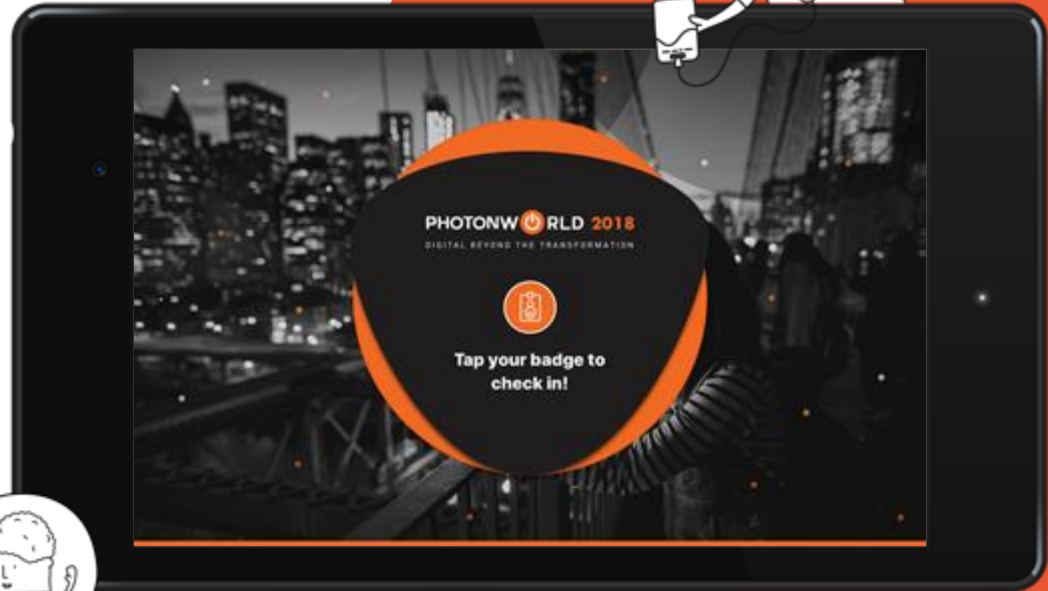 PHOTONWORLD 2018
DIGITAL BEYOND THE TRANSFORMATION
Tap your badge to
check in!